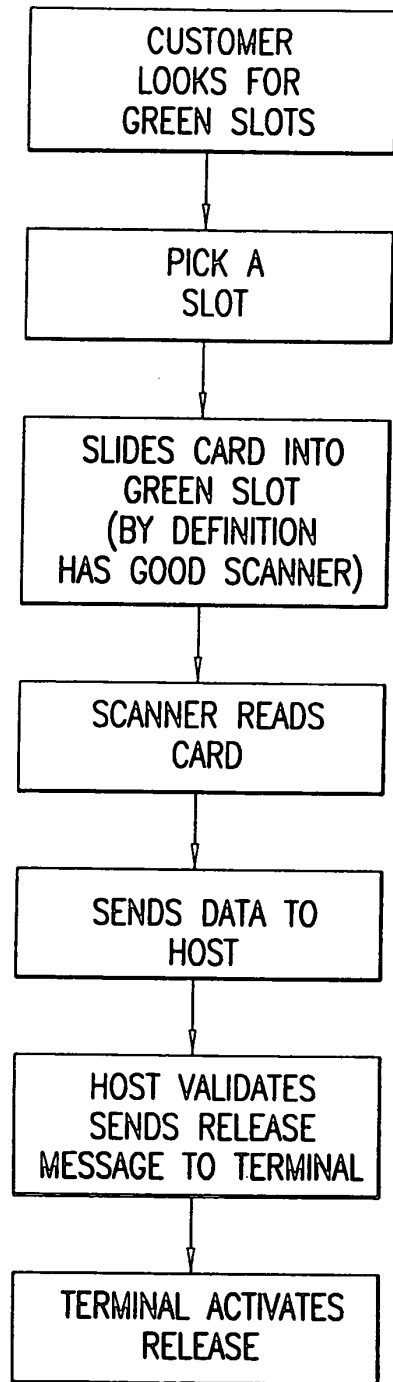 CUSTOMER
LOOKS FOR
GREEN SLOTS
PICK A
SLOT
SLIDES CARD INTO
GREEN SLOT
(BY DEFINITION
HAS GOOD SCANNER)
SCANNER READS
CARD
SENDS DATA TO
HOST
HOST VALIDATES
SENDS RELEASE
MESSAGE TO TERMINAL
TERMINAL ACTIVATES
RELEASE